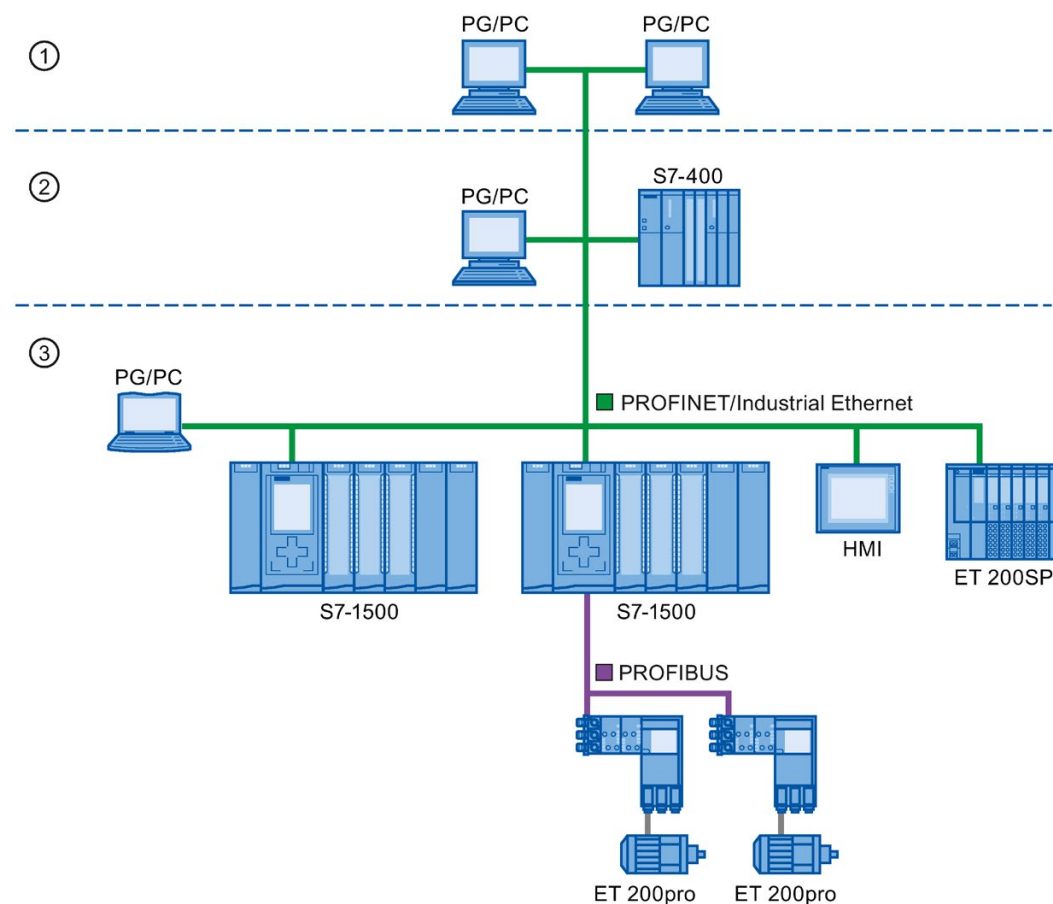 ①
PG/PC
PG/PC
②
PG/PC
S7-400
③
PG/PC
PROFINET/Industrial Ethernet
S7-1500
S7-1500
HMI
ET 200SP
PROFIBUS
ET 200pro
ET 200pro